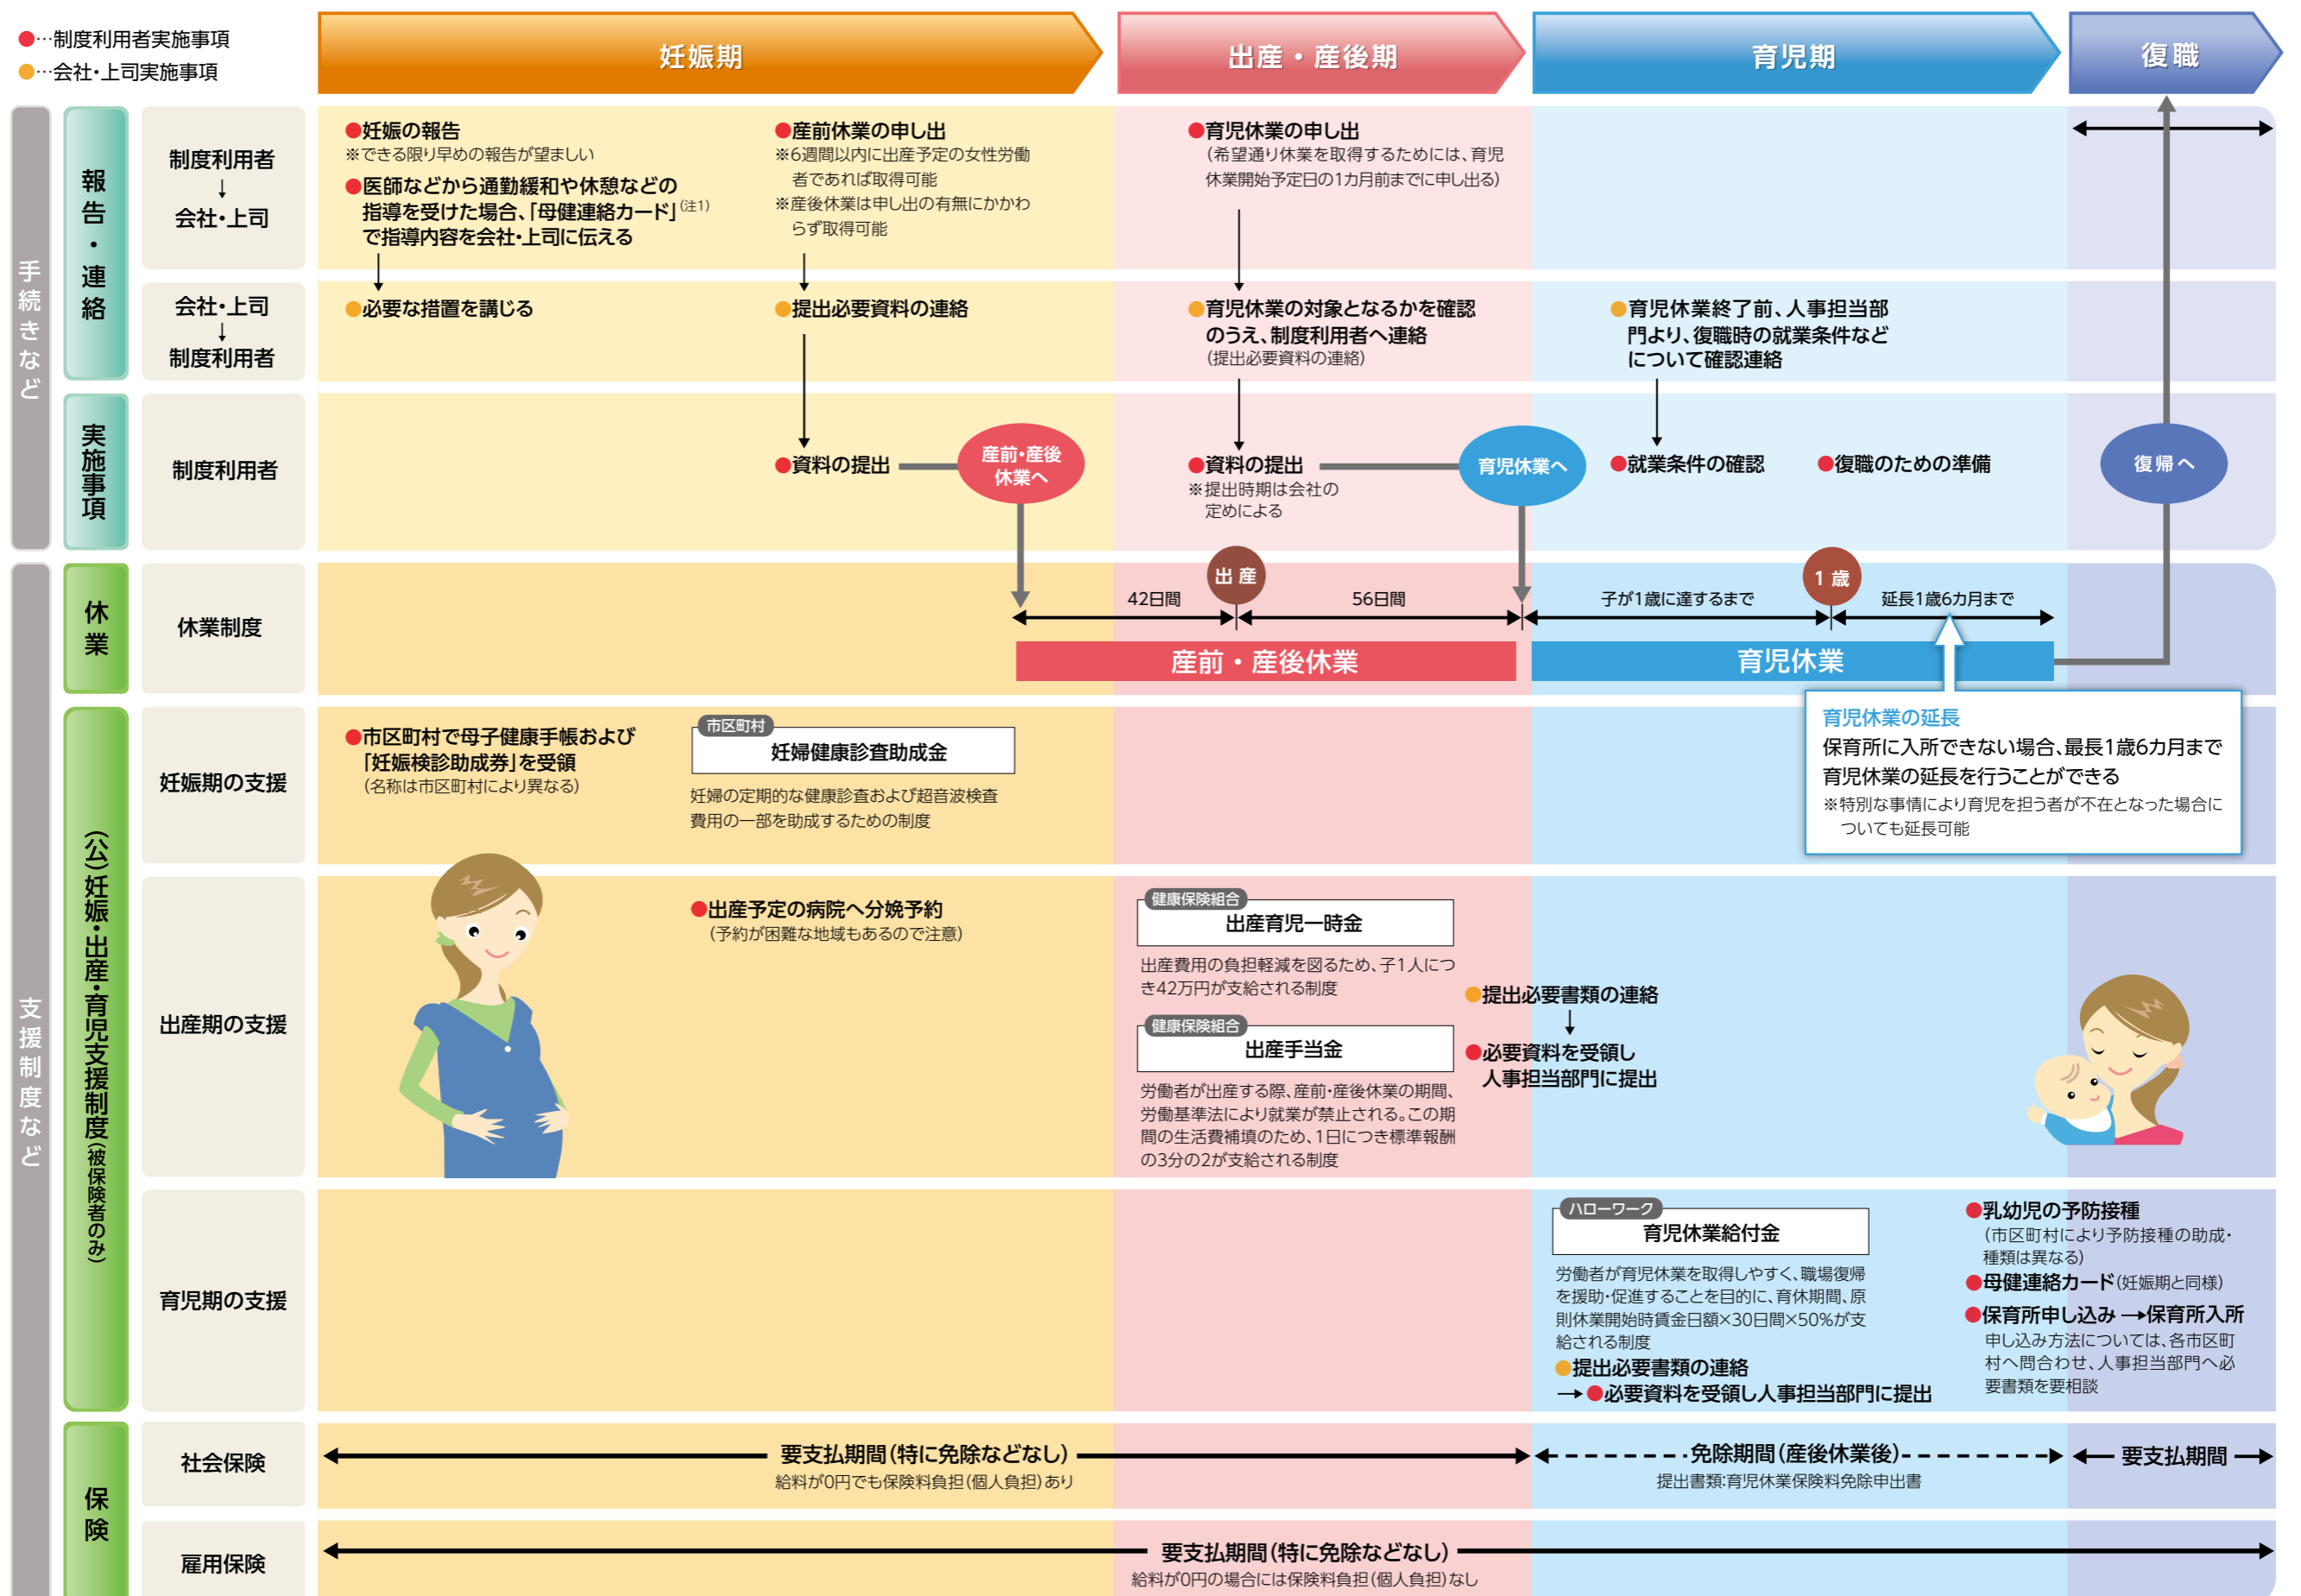 ●…制度利用者実施事項
●…会社・上司実施事項
妊娠期
出産・産後期
育児期
復職
手続きなど
報告・連絡
制度利用者
↓
会社・上司
●妊娠の報告
※できる限り早めの報告が望ましい
●医師などから通勤緩和や休憩などの
指導を受けた場合、「母健連絡カード」(注1)
で指導内容を会社・上司に伝える
●産前休業の申し出
※6週間以内に出産予定の女性労働
者であれば取得可能
※産後休業は申し出の有無にかかわ
らず取得可能
●育児休業の申し出
(希望通り休業を取得するためには、育児
休業開始予定日の1カ月前までに申し出る)
会社・上司
↓
制度利用者
●必要な措置を講じる
●提出必要資料の連絡
●育児休業の対象となるかを確認
のうえ、制度利用者へ連絡
(提出必要資料の連絡)
●育児休業終了前、人事担当部
門より、復職時の就業条件など
について確認連絡
実施事項
制度利用者
●資料の提出
産前・産後
休業へ
●資料の提出
※提出時期は会社の
定めによる
育児休業へ
●就業条件の確認
●復職のための準備
復帰へ
支援制度など
休業
休業制度
42日間
出産
56日間
子が1歳に達するまで
1歳
延長1歳6カ月まで
産前・産後休業
育児休業
育児休業の延長
保育所に入所できない場合、最長1歳6カ月まで
育児休業の延長を行うことができる
※特別な事情により育児を担う者が不在となった場合に
ついても延長可能
(公)妊娠・出産・育児支援制度(被保険者のみ)
妊娠期の支援
●市区町村で母子健康手帳および
「妊娠検診助成券」を受領
(名称は市区町村により異なる)
市区町村
妊婦健康診査助成金
妊婦の定期的な健康診査および超音波検査
費用の一部を助成するための制度
出産期の支援
●出産予定の病院へ分娩予約
(予約が困難な地域もあるので注意)
健康保険組合
出産育児一時金
出産費用の負担軽減を図るため、子1人につ
き42万円が支給される制度
健康保険組合
出産手当金
労働者が出産する際、産前・産後休業の期間、
労働基準法により就業が禁止される。この期
間の生活費補填のため、1日につき標準報酬
の3分の2が支給される制度
●提出必要書類の連絡
↓
●必要資料を受領し
人事担当部門に提出
育児期の支援
ハローワーク
育児休業給付金
労働者が育児休業を取得しやすく、職場復帰
を援助・促進することを目的に、育休期間、原
則休業開始時賃金日額×30日間×50%が支
給される制度
●提出必要書類の連絡
→●必要資料を受領し人事担当部門に提出
●乳幼児の予防接種
(市区町村により予防接種の助成・
種類は異なる)
●母健連絡カード(妊娠期と同様)
●保育所申し込み→保育所入所
申し込み方法については、各市区町
村へ問合わせ、人事担当部門へ必
要書類を要相談
保険
社会保険
要支払期間(特に免除などなし)
給料が0円でも保険料負担(個人負担)あり
免除期間(産後休業後)
提出書類:育児休業保険料免除申出書
要支払期間
雇用保険
要支払期間(特に免除などなし)
給料が0円の場合には保険料負担(個人負担)なし